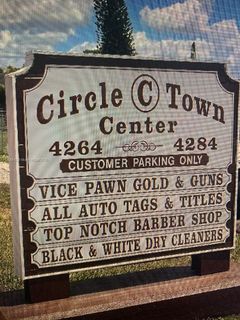 Circle C Town
Center
4264 4284
CUSTOMER PARKING ONLY
VICE PAWN GOLD & GUNS
ALL AUTO TAGS & TITLES
TOP NOTCH BARBER SHOP
BLACK & WHITE DRY CLEANERS